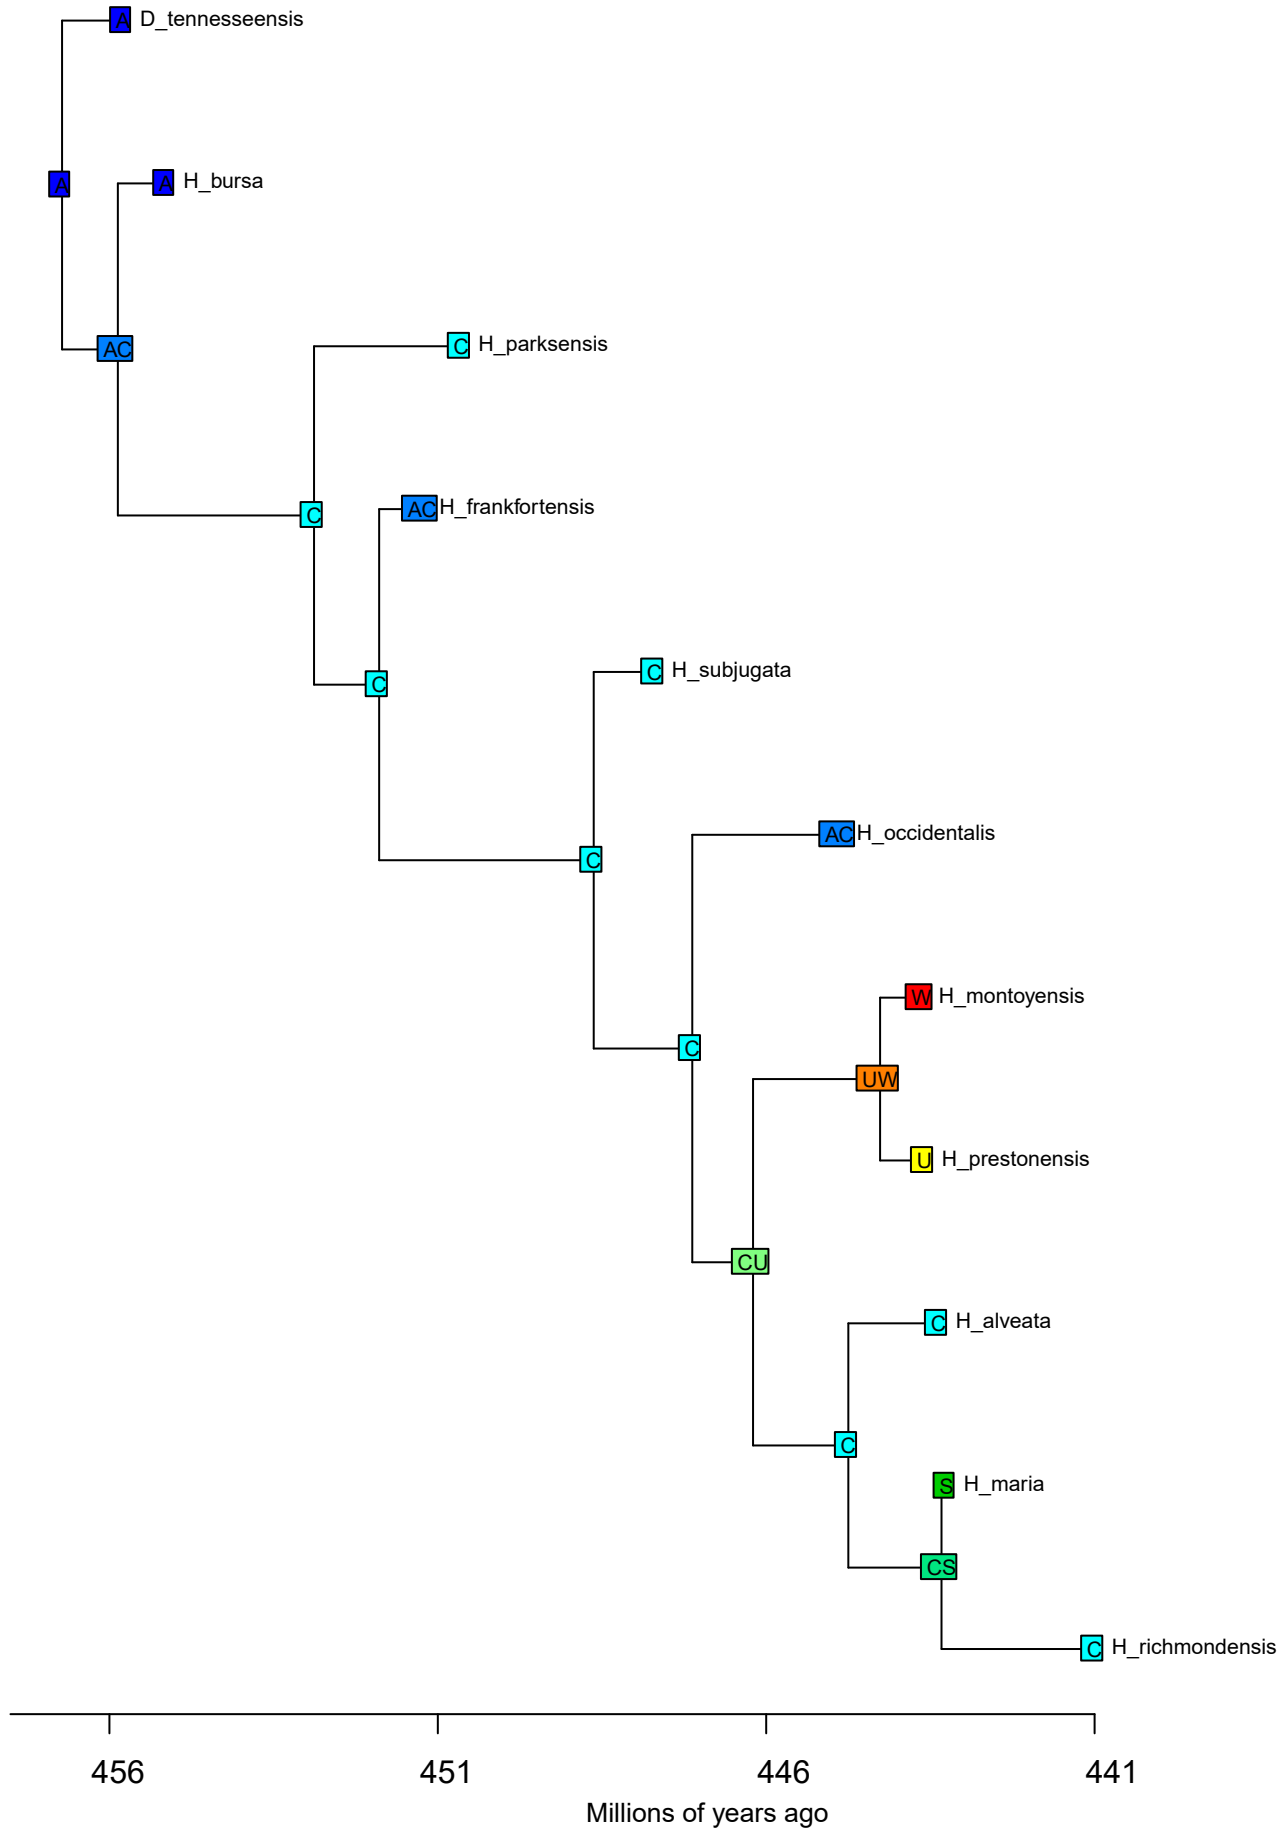 A D_tennesseensis
A A H_bursa
AC C H_parksensis
AC H_frankfortensis
C
C H_subjugata
C
AC H_occidentalis
C
W H_montoyensis
C
UW
U H_prestonensis
CU
C H_alveata
C
S H_maria
CS
C H_richmondensis
456 451 446 441
Millions of years ago